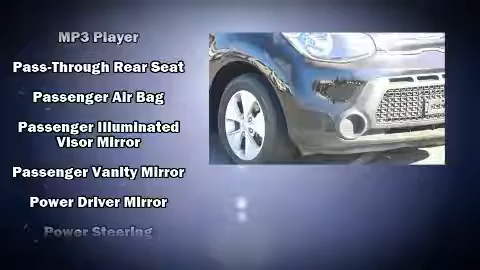 MP3 Player
Pass-Through Rear Seat
Passenger Air Bag
Passenger Illuminated
Visor Mirror
Passenger Vanity Mirror
Power Driver Mirror
Power Steering